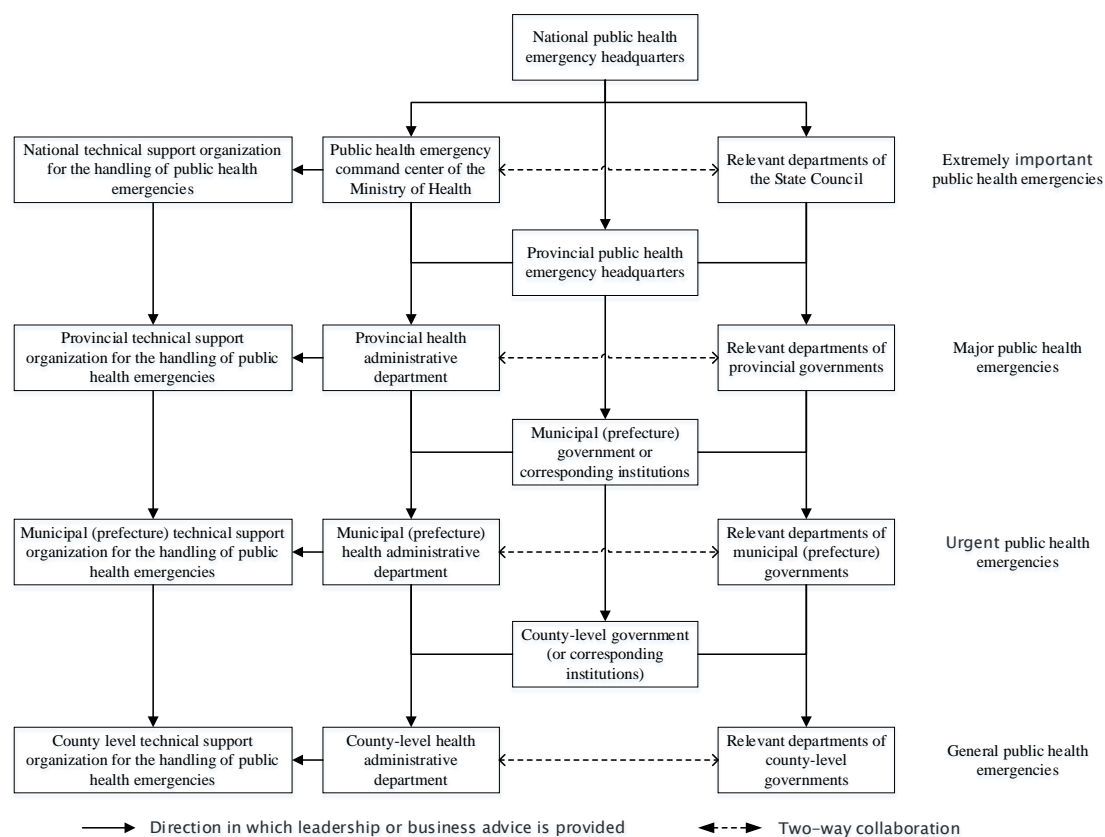 National public health
emergency headquarters
National technical support organization
for the handling of public health
emergencies
Public health emergency
command center of the
Ministry of Health
Relevant departments of
the State Council
Extremely important
public health emergencies
Provincial public health
emergency headquarters
Provincial technical support
organization for the handling of public
health emergencies
Provincial health
administrative
department
Relevant departments of
provincial governments
Major public health
emergencies
Municipal (prefecture)
government or
corresponding institutions
Municipal (prefecture) technical support
organization for the handling of public
health emergencies
Municipal (prefecture)
health administrative
department
Relevant departments of
municipal (prefecture)
governments
Urgent public health
emergencies
County-level government
(or corresponding
institutions)
County level technical support
organization for the handling of public
health emergencies
County-level health
administrative
department
Relevant departments of
county-level
governments
General public health
emergencies
Direction in which leadership or business advice is provided
Two-way collaboration